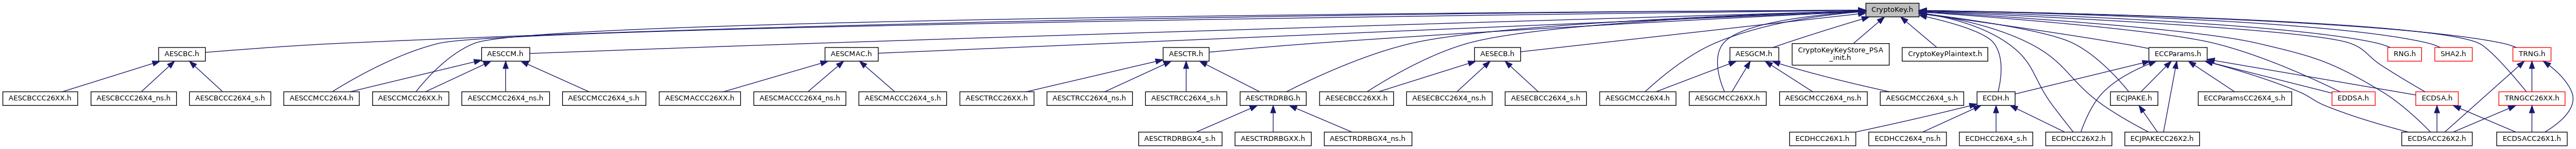 CryptoKey.h
AESCBC.h
AESCCM.h
AESCMAC.h
AESCTR.h
AESECB.h
AESGCM.h
CryptoKeyKeyStore_PSA
_init.h
CryptoKeyPlaintext.h
ECCParams.h
RNG.h
SHA2.h
TRNG.h
AESCBCCC26XX.h
AESCBCCC26X4_ns.h
AESCBCCC26X4_s.h
AESCCMCC26X4.h
AESCCMCC26XX.h
AESCCMCC26X4_ns.h
AESCCMCC26X4_s.h
AESCMACCC26XX.h
AESCMACCC26X4_ns.h
AESCMACCC26X4_s.h
AESCTRCC26XX.h
AESCTRCC26X4_ns.h
AESCTRCC26X4_s.h
AESCTRDRBG.h
AESECBCC26XX.h
AESECBCC26X4_ns.h
AESECBCC26X4_s.h
AESGCMCC26X4.h
AESGCMCC26XX.h
AESGCMCC26X4_ns.h
AESGCMCC26X4_s.h
ECDH.h
ECJPAKE.h
ECCParamsCC26X4_s.h
EDDSA.h
ECDSA.h
TRNGCC26XX.h
AESCTRDRBGX4_s.h
AESCTRDRBGXX.h
AESCTRDRBGX4_ns.h
ECDHCC26X1.h
ECDHCC26X4_ns.h
ECDHCC26X4_s.h
ECDHCC26X2.h
ECJPAKECC26X2.h
ECDSACC26X2.h
ECDSACC26X1.h